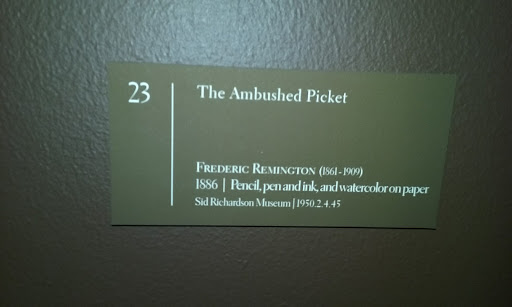 23
The Ambushed Picket
FREDERIC REMINGTON (1861-1909)
1886 | Pencil, pen and ink, and watercolor on paper
Sid Richardson Museum | 1950.2.4.45